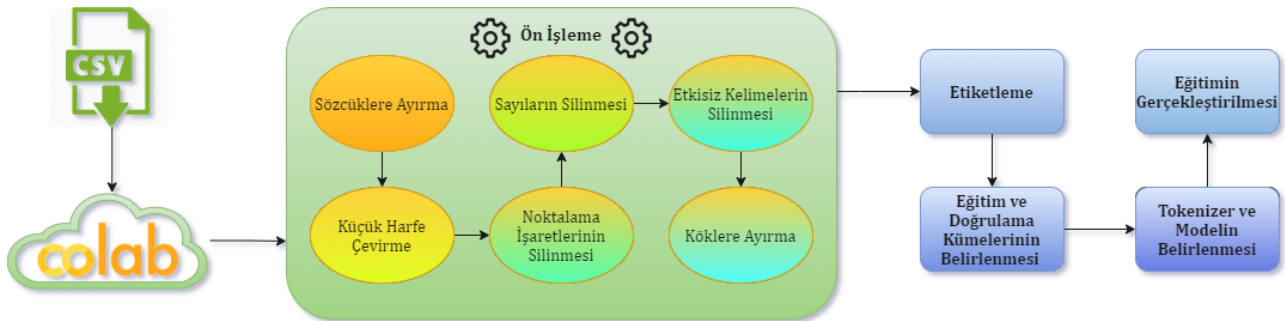 CSV
colab
Ön İşleme
Sözcüklere Ayırma
Küçük Harfe
Çevirme
Noktalama
İşaretlerinin
Silinmesi
Sayıların Silinmesi
Etkisiz Kelimelerin
Silinmesi
Köklere Ayırma
Etiketleme
Eğitim ve
Doğrulama
Kümelerinin
Belirlenmesi
Tokenizer ve
Modelin
Belirlenmesi
Eğitimin
Gerçekleştirilmesi